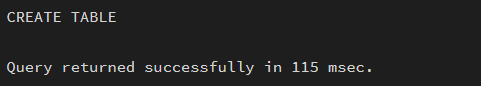 CREATE TABLE
Query returned successfully in 115 msec.